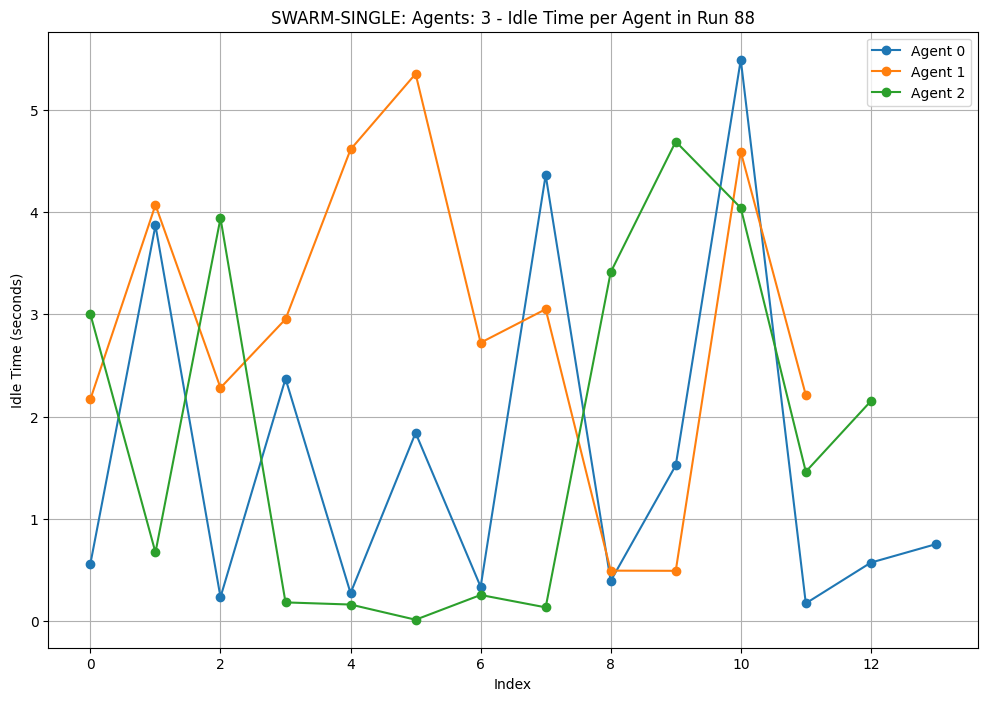 SWARM-SINGLE: Agents: 3 - Idle Time per Agent in Run 88
Agent 0
Agent 1
Agent 2
Idle Time (seconds)
5
4
3
2
1
0
0 2 4 6 8 10 12
Index